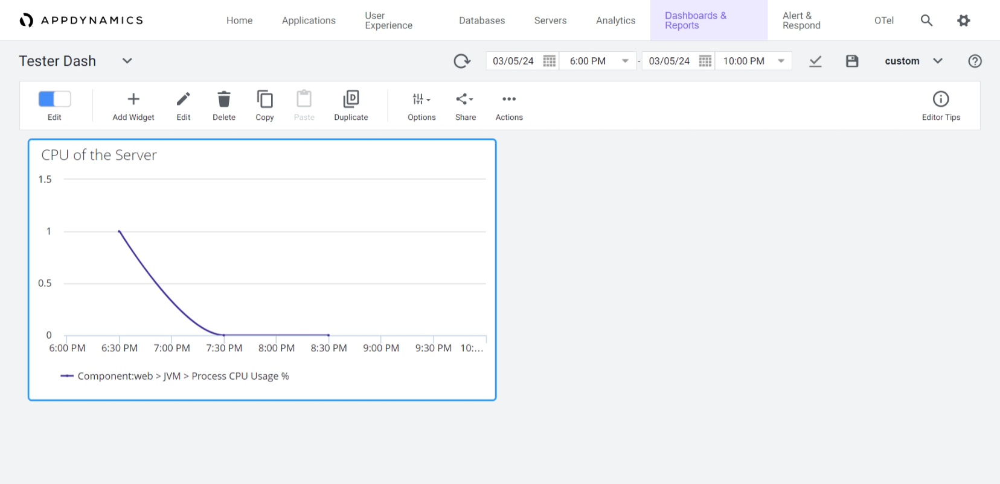 APPDYNAMICS
Home
Applications
User
Experience
Databases
Servers
Analytics
Dashboards &
Reports
Alert &
Respond
OTel
Tester Dash
03/05/24
6:00 PM
-
03/05/24
10:00 PM
custom
Edit
Add Widget
Edit
Delete
Copy
Paste
D
Duplicate
Options
Share
Actions
Editor Tips
CPU of the Server
1.5
1
0.5
0
6:00 PM 6:30 PM 7:00 PM 7:30 PM 8:00 PM 8:30 PM 9:00 PM 9:30 PM 10:...
Component:web > JVM > Process CPU Usage %